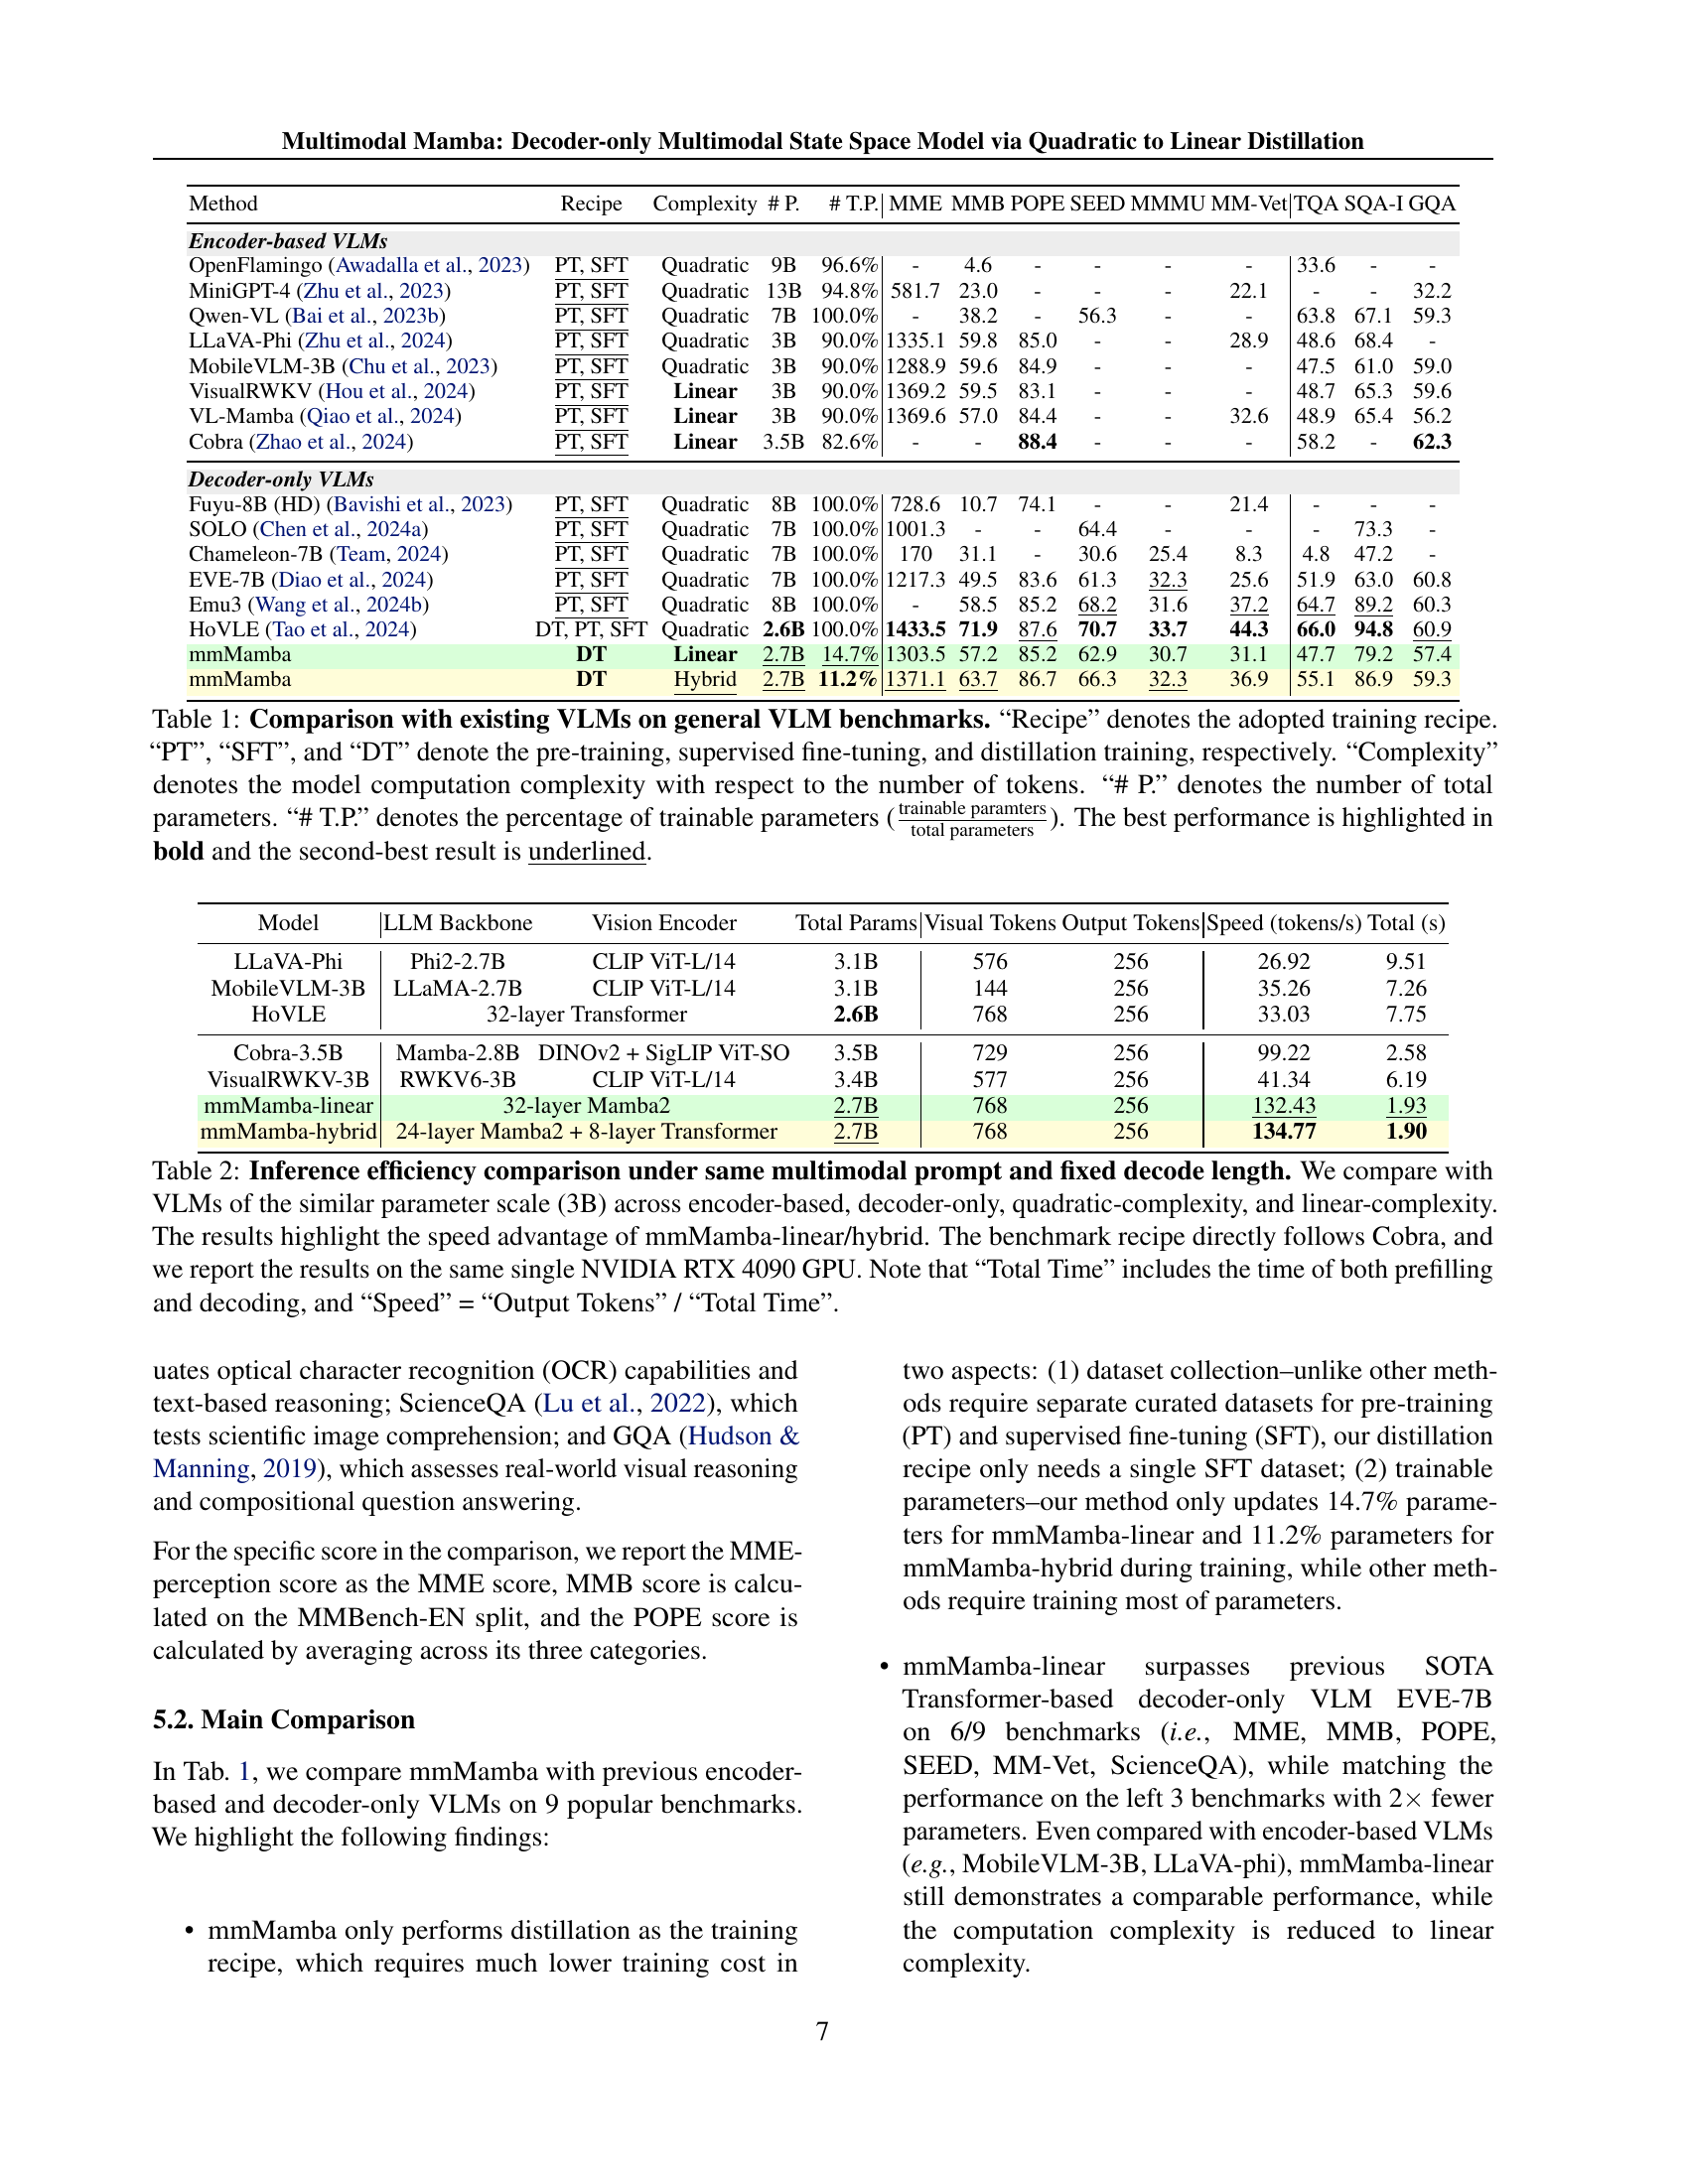 Multimodal Mamba: Decoder-only Multimodal State Space Model via Quadratic to Linear Distillation
Method Recipe Complexity # P. # T.P. MME MMB POPE SEED MMMU MM-Vet TQA SQA-I GQA
Encoder-based VLMs
OpenFlamingo (Awadalla et al., 2023) PT, SFT Quadratic 9B 96.6% - 4.6 - - - - 33.6 - -
MiniGPT-4 (Zhu et al., 2023) PT, SFT Quadratic 13B 94.8% 581.7 23.0 - - - 22.1 - - 32.2
Qwen-VL (Bai et al., 2023b) PT, SFT Quadratic 7B 100.0% - 38.2 - 56.3 - - 63.8 67.1 59.3
LLaVA-Phi (Zhu et al., 2024) PT, SFT Quadratic 3B 90.0% 1335.1 59.8 85.0 - - 28.9 48.6 68.4 -
MobileVLM-3B (Chu et al., 2023) PT, SFT Quadratic 3B 90.0% 1288.9 59.6 84.9 - - - 47.5 61.0 59.0
VisualRWKV (Hou et al., 2024) PT, SFT Linear 3B 90.0% 1369.2 59.5 83.1 - - - 48.7 65.3 59.6
VL-Mamba (Qiao et al., 2024) PT, SFT Linear 3B 90.0% 1369.6 57.0 84.4 - - 32.6 48.9 65.4 56.2
Cobra (Zhao et al., 2024) PT, SFT Linear 3.5B 82.6% - - 88.4 - - - 58.2 - 62.3
Decoder-only VLMs
Fuyu-8B (HD) (Bavishi et al., 2023) PT, SFT Quadratic 8B 100.0% 728.6 10.7 74.1 - - 21.4 - - -
SOLO (Chen et al., 2024a) PT, SFT Quadratic 7B 100.0% 1001.3 - - 64.4 - - - 73.3 -
Chameleon-7B (Team, 2024) PT, SFT Quadratic 7B 100.0% 170 31.1 - 30.6 25.4 8.3 4.8 47.2 -
EVE-7B (Diao et al., 2024) PT, SFT Quadratic 7B 100.0% 1217.3 49.5 83.6 61.3 32.3 25.6 51.9 63.0 60.8
Emu3 (Wang et al., 2024b) PT, SFT Quadratic 8B 100.0% - 58.5 85.2 68.2 31.6 37.2 64.7 89.2 60.3
HoVLE (Tao et al., 2024) DT, PT, SFT Quadratic 2.6B 100.0% 1433.5 71.9 87.6 70.7 33.7 44.3 66.0 94.8 60.9
mmMamba DT Linear 2.7B 14.7% 1303.5 57.2 85.2 62.9 30.7 31.1 47.7 79.2 57.4
mmMamba DT Hybrid 2.7B 11.2% 1371.1 63.7 86.7 66.3 32.3 36.9 55.1 86.9 59.3
Table 1: Comparison with existing VLMs on general VLM benchmarks. “Recipe” denotes the adopted training recipe.
“PT”, “SFT”, and “DT” denote the pre-training, supervised fine-tuning, and distillation training, respectively. “Complexity”
denotes the model computation complexity with respect to the number of tokens. “# P.” denotes the number of total
parameters. “# T.P.” denotes the percentage of trainable parameters (trainable paramters / total parameters). The best performance is highlighted in
bold and the second-best result is underlined.
Model LLM Backbone Vision Encoder Total Params Visual Tokens Output Tokens Speed (tokens/s) Total (s)
LLaVA-Phi Phi2-2.7B CLIP ViT-L/14 3.1B 576 256 26.92 9.51
MobileVLM-3B LLaMA-2.7B CLIP ViT-L/14 3.1B 144 256 35.26 7.26
HoVLE 32-layer Transformer 2.6B 768 256 33.03 7.75
Cobra-3.5B Mamba-2.8B DINOv2 + SigLIP ViT-SO 3.5B 729 256 99.22 2.58
VisualRWKV-3B RWKV6-3B CLIP ViT-L/14 3.4B 577 256 41.34 6.19
mmMamba-linear 32-layer Mamba2 2.7B 768 256 132.43 1.93
mmMamba-hybrid 24-layer Mamba2 + 8-layer Transformer 2.7B 768 256 134.77 1.90
Table 2: Inference efficiency comparison under same multimodal prompt and fixed decode length. We compare with
VLMs of the similar parameter scale (3B) across encoder-based, decoder-only, quadratic-complexity, and linear-complexity.
The results highlight the speed advantage of mmMamba-linear/hybrid. The benchmark recipe directly follows Cobra, and
we report the results on the same single NVIDIA RTX 4090 GPU. Note that “Total Time” includes the time of both prefilling
and decoding, and “Speed” = “Output Tokens” / “Total Time”.
uates optical character recognition (OCR) capabilities and
text-based reasoning; ScienceQA (Lu et al., 2022), which
tests scientific image comprehension; and GQA (Hudson &
Manning, 2019), which assesses real-world visual reasoning
and compositional question answering.
For the specific score in the comparison, we report the MME-
perception score as the MME score, MMB score is calcu-
lated on the MMBench-EN split, and the POPE score is
calculated by averaging across its three categories.
5.2. Main Comparison
In Tab. 1, we compare mmMamba with previous encoder-
based and decoder-only VLMs on 9 popular benchmarks.
We highlight the following findings:
• mmMamba only performs distillation as the training
recipe, which requires much lower training cost in
two aspects: (1) dataset collection–unlike other meth-
ods require separate curated datasets for pre-training
(PT) and supervised fine-tuning (SFT), our distillation
recipe only needs a single SFT dataset; (2) trainable
parameters–our method only updates 14.7% parame-
ters for mmMamba-linear and 11.2% parameters for
mmMamba-hybrid during training, while other meth-
ods require training most of parameters.
• mmMamba-linear surpasses previous SOTA
Transformer-based decoder-only VLM EVE-7B
on 6/9 benchmarks (i.e., MME, MMB, POPE,
SEED, MM-Vet, ScienceQA), while matching the
performance on the left 3 benchmarks with 2× fewer
parameters. Even compared with encoder-based VLMs
(e.g., MobileVLM-3B, LLaVA-phi), mmMamba-linear
still demonstrates a comparable performance, while
the computation complexity is reduced to linear
complexity.
7